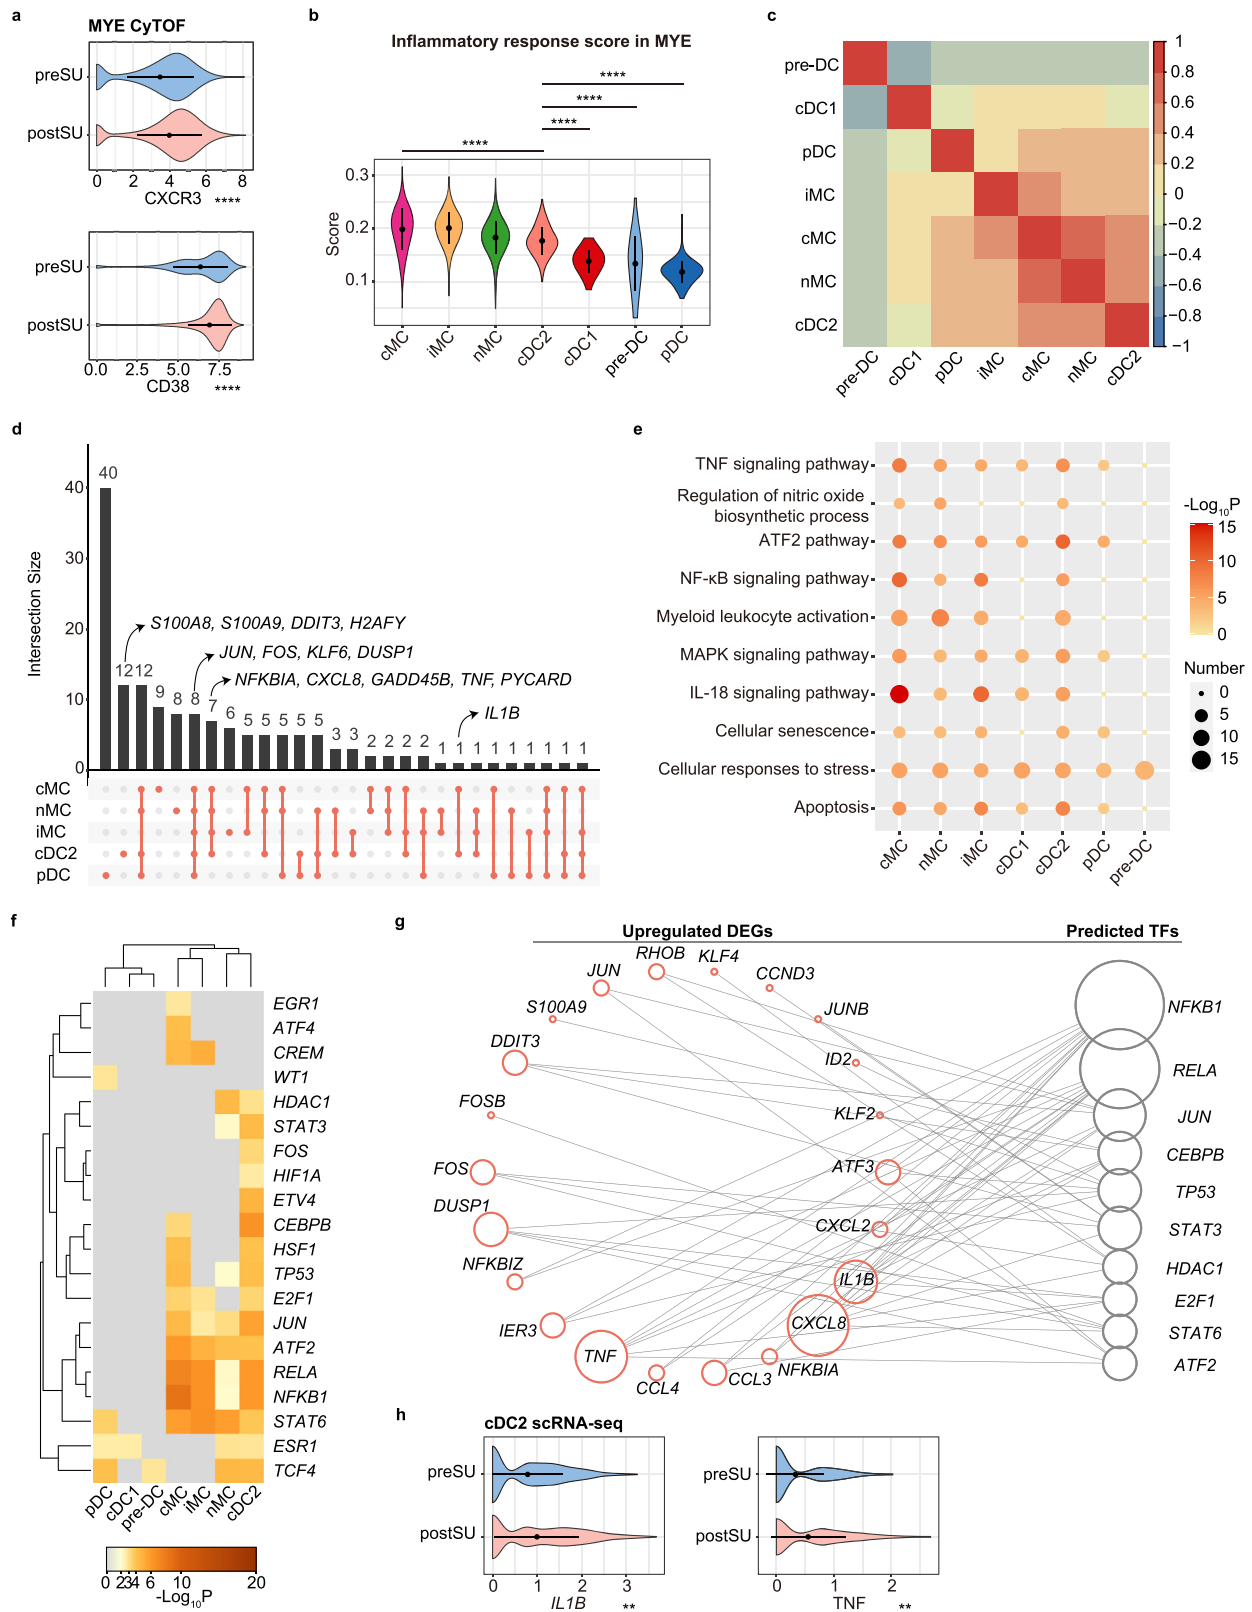 a
MYE CyTOF
preSU
postSU
0 2 4 6 8
CXCR3 ****
preSU
postSU
0.0 2.5 5.0 7.5
CD38 ****
b
Inflammatory response score in MYE
****
****
****
****
Score
0.3
0.2
0.1
cMC iMC nMC cDC2 cDC1 pre-DC pDC
c
pre-DC
cDC1
pDC
iMC
cMC
nMC
cDC2
pre-DC cDC1 pDC iMC cMC nMC cDC2
1
0.8
0.6
0.4
0.2
0
−0.2
−0.4
−0.6
−0.8
−1
d
Intersection Size
40
30
20
10
0
40 12 12 9 8 8 7 6 5 5 5 5 5 3 3 2 2 2 2 1 1 1 1 1 1 1 1 1
S100A8, S100A9, DDIT3, H2AFY
JUN, FOS, KLF6, DUSP1
NFKBIA, CXCL8, GADD45B, TNF, PYCARD
IL1B
cMC
nMC
iMC
cDC2
pDC
e
TNF signaling pathway
Regulation of nitric oxide
biosynthetic process
ATF2 pathway
NF-κB signaling pathway
Myeloid leukocyte activation
MAPK signaling pathway
IL-18 signaling pathway
Cellular senescence
Cellular responses to stress
Apoptosis
cMC nMC iMC cDC1 cDC2 pDC pre-DC
-Log10P
15
10
5
0
Number
0
5
10
15
f
EGR1
ATF4
CREM
WT1
HDAC1
STAT3
FOS
HIF1A
ETV4
CEBPB
HSF1
TP53
E2F1
JUN
ATF2
RELA
NFKB1
STAT6
ESR1
TCF4
pDC cDC1 pre-DC cMC iMC nMC cDC2
0 2 3 4 6 10 20
-Log10P
g
Upregulated DEGs
Predicted TFs
RHOB
KLF4
JUN
CCND3
S100A9
JUNB
DDIT3
ID2
FOSB
KLF2
FOS
ATF3
DUSP1
CXCL2
NFKBIZ
IL1B
IER3
CXCL8
TNF
NFKBIA
CCL4
CCL3
NFKB1
RELA
JUN
CEBPB
TP53
STAT3
HDAC1
E2F1
STAT6
ATF2
h
cDC2 scRNA-seq
preSU
postSU
0 1 2 3
IL1B **
preSU
postSU
0 1 2
TNF **